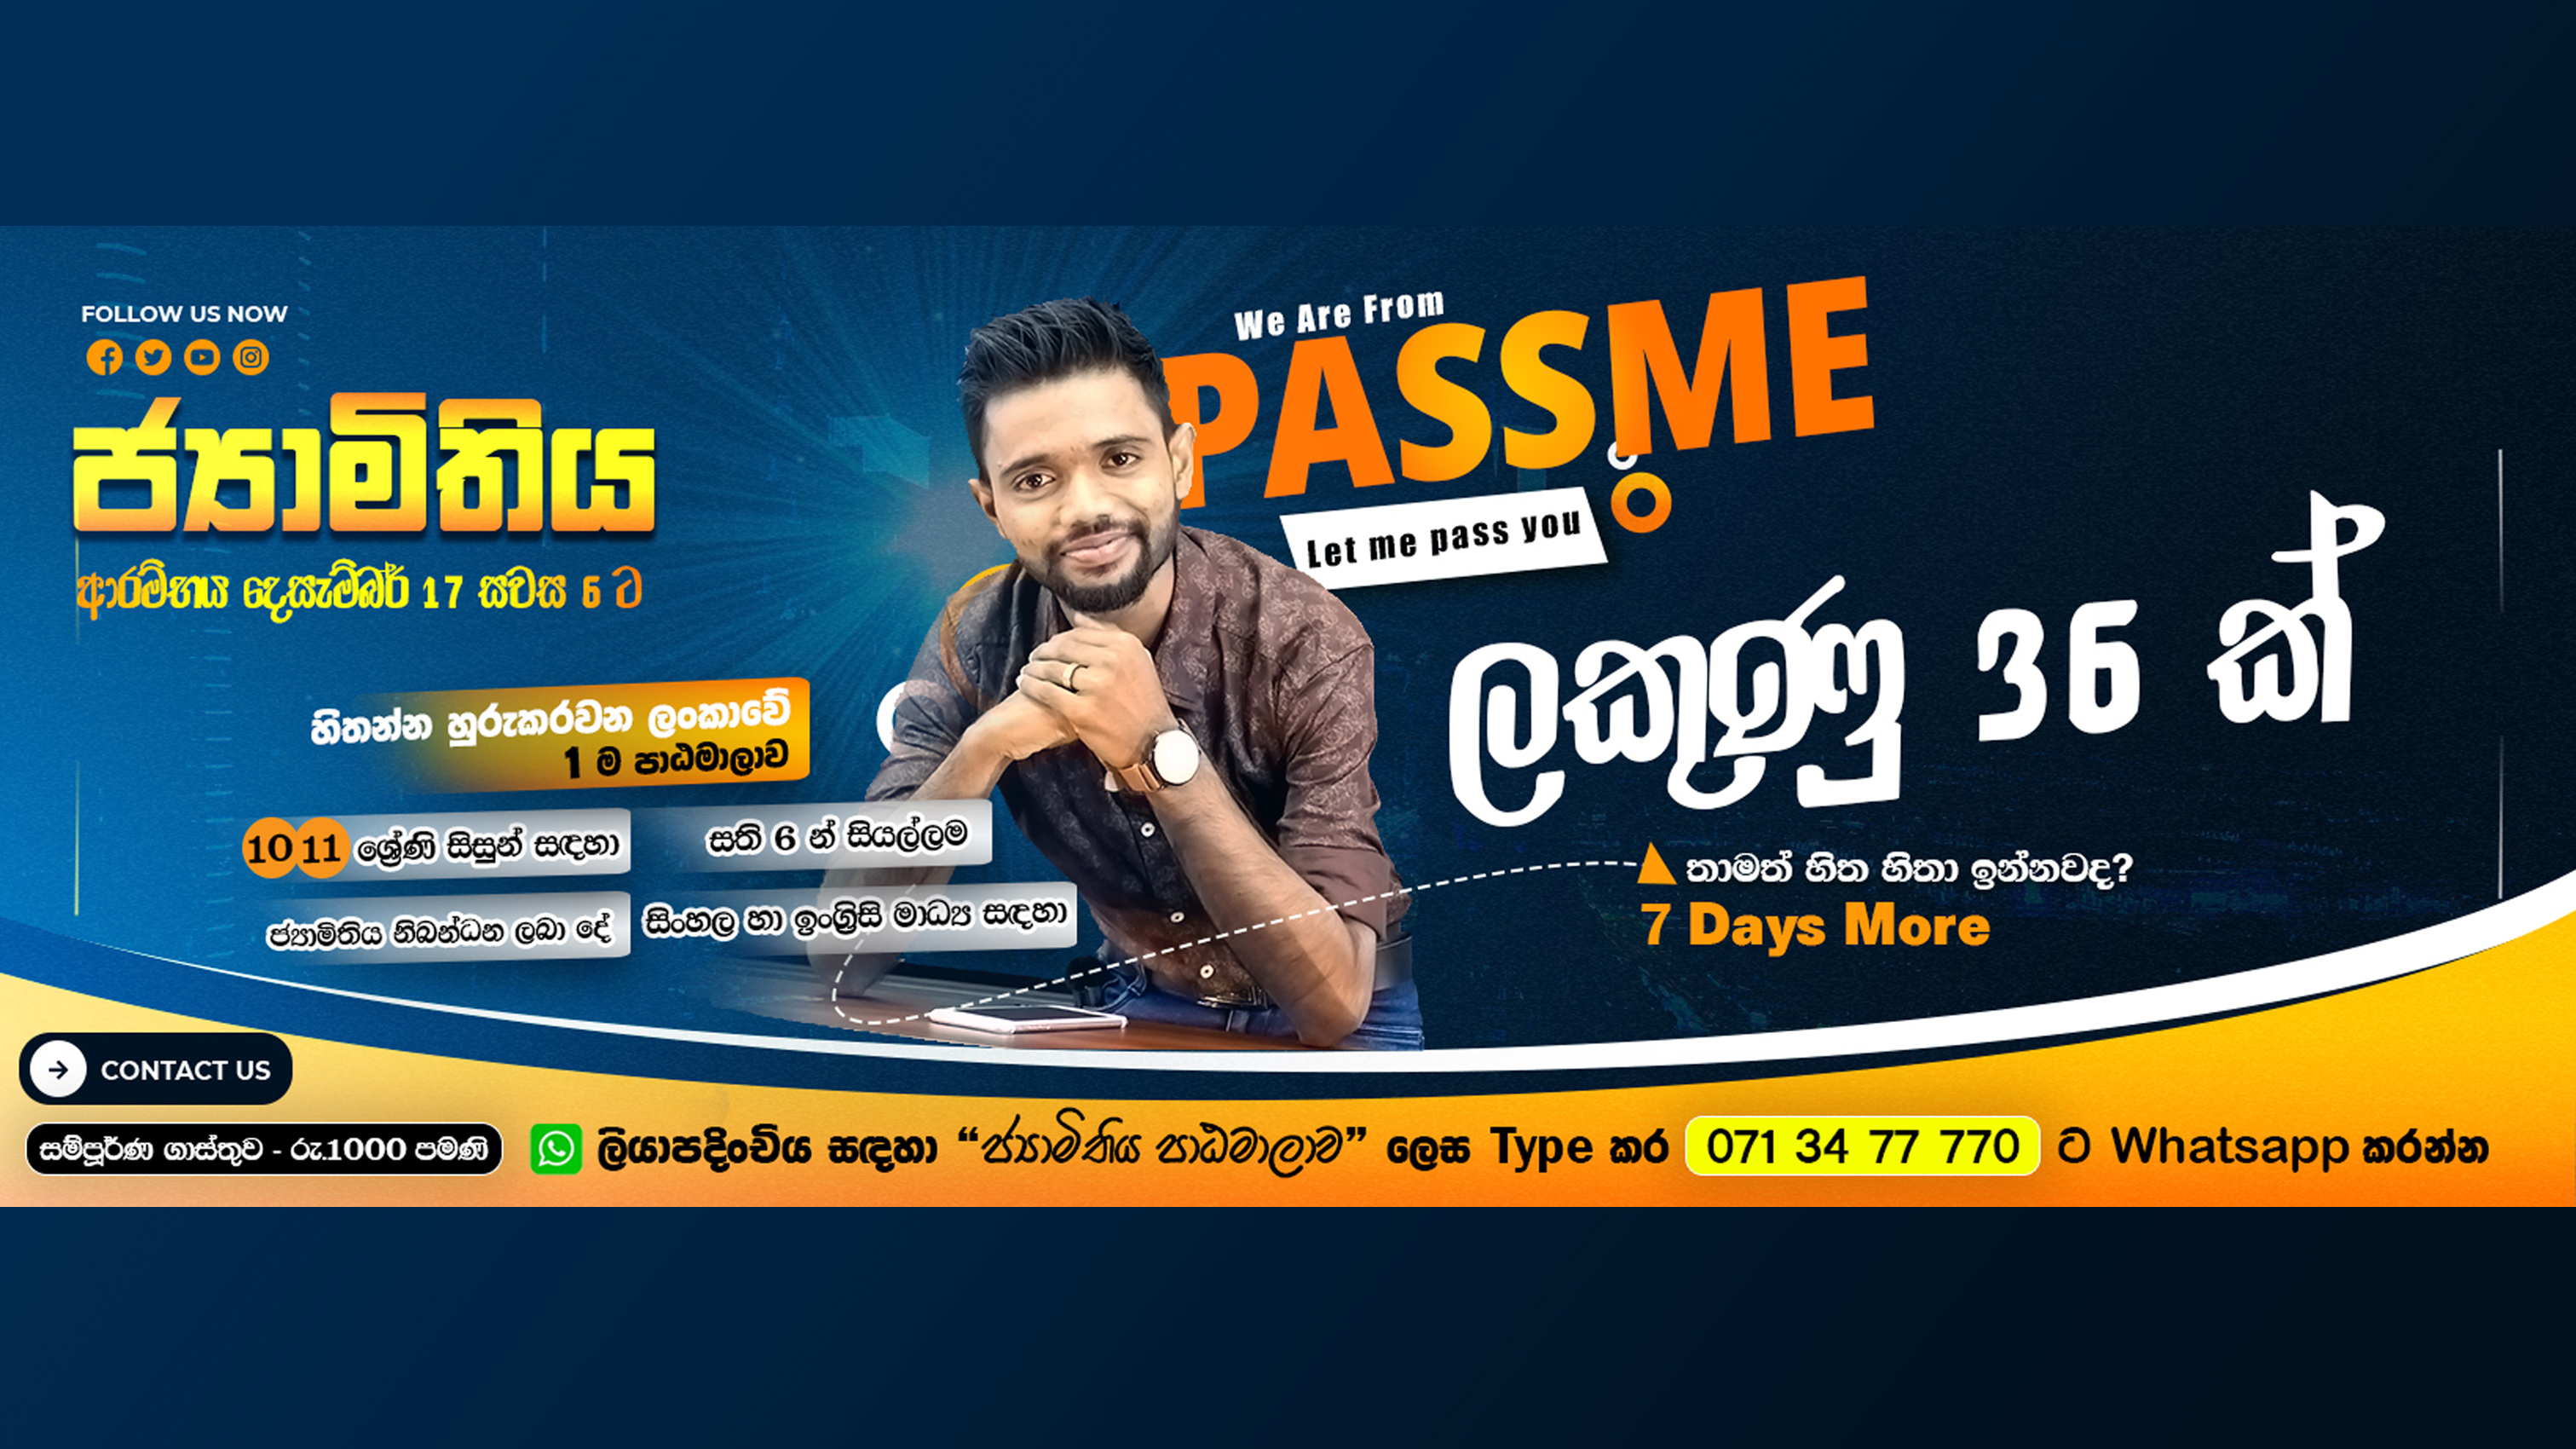 FOLLOW US NOW
ජ්‍යාමිතිය
ආරම්භය දෙසැම්බර් 17 සවස 6 ට
හිතන්න හුරුකරවන ලංකාවේ
1 ම පාඨමාලාව
10 11 ශ්‍රේණි සිසුන් සඳහා
සති 6 න් සියල්ලම
ජ්‍යාමිතිය නිබන්ධන ලබා දේ
සිංහල හා ඉංග්‍රිසි මාධ්‍ය සඳහා
We Are From
PASSME
Let me pass you
ලකුණු 36 ක්
තාමත් හිත හිතා ඉන්නවද?
7 Days More
CONTACT US
සම්පූර්ණ ගාස්තුව - රු.1000 පමණි
ලියාපදිංචිය සඳහා “ජ්‍යාමිතිය පාඨමාලාව” ලෙස Type කර 071 34 77 770 ට Whatsapp කරන්න